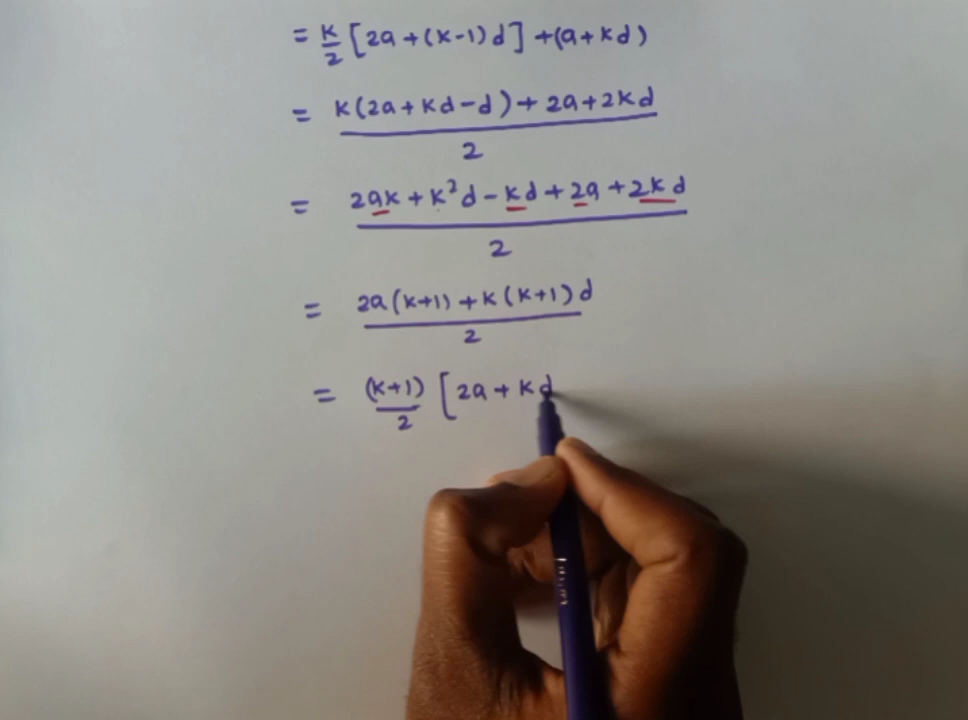 = K/2 [2a + (K-1)d] + (a + Kd)
= K(2a + Kd - d) + 2a + 2Kd / 2
= 2aK + K²d - Kd + 2a + 2Kd / 2
= 2a(K+1) + K(K+1)d / 2
= (K+1)/2 [2a + Kd